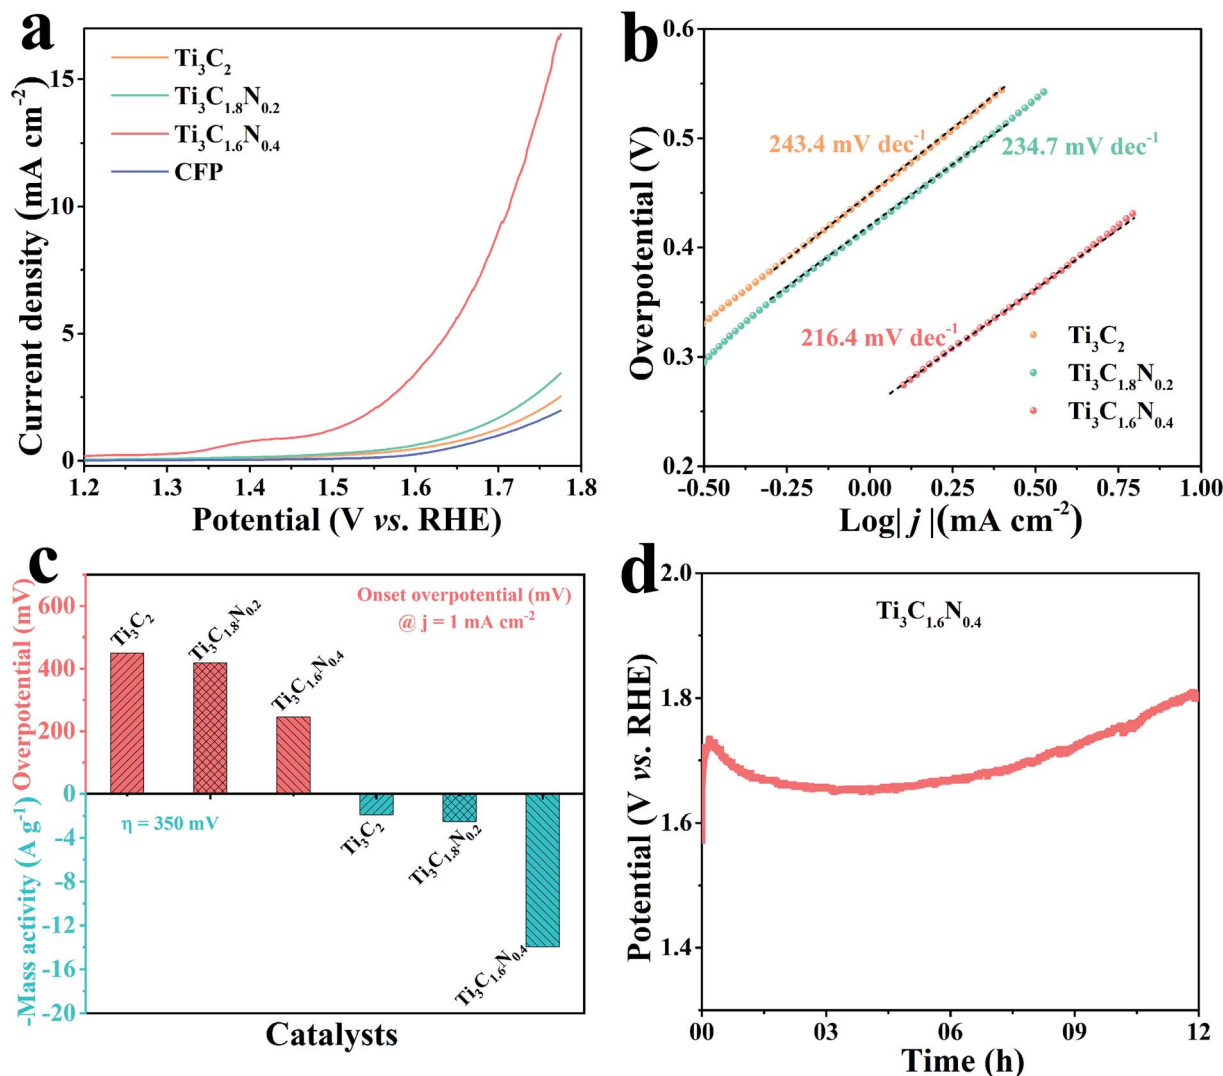 a
Ti₃C₂
Ti₃C₁.₈N₀.₂
Ti₃C₁.₆N₀.₄
CFP
15
10
5
0
1.2 1.3 1.4 1.5 1.6 1.7 1.8
Current density (mA cm⁻²)
Potential (V vs. RHE)
b
0.6
0.5
0.4
0.3
0.2
243.4 mV dec⁻¹
234.7 mV dec⁻¹
216.4 mV dec⁻¹
Ti₃C₂
Ti₃C₁.₈N₀.₂
Ti₃C₁.₆N₀.₄
-0.50 -0.25 0.00 0.25 0.50 0.75 1.00
Overpotential (V)
Log| j |(mA cm⁻²)
c
600
400
200
0
-4
-8
-12
-16
-20
Overpotential (mV)
-Mass activity (A g⁻¹)
Onset overpotential (mV)
@ j = 1 mA cm⁻²
Ti₃C₂
Ti₃C₁.₈N₀.₂
Ti₃C₁.₆N₀.₄
η = 350 mV
Ti₃C₂
Ti₃C₁.₈N₀.₂
Ti₃C₁.₆N₀.₄
Catalysts
d
2.0
1.8
1.6
1.4
Ti₃C₁.₆N₀.₄
00 03 06 09 12
Potential (V vs. RHE)
Time (h)